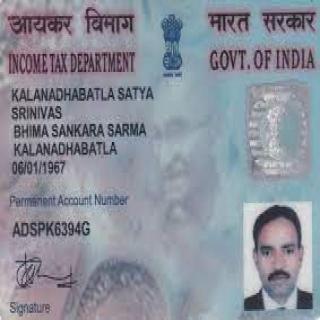 आयकर विभाग भारत सरकार
INCOME TAX DEPARTMENT GOVT. OF INDIA
KALANADHABATLA SATYA
SRINIVAS
BHIMA SANKARA SARMA
KALANADHABATLA
06/01/1967
Permanent Account Number
ADSPK6394G
Signature